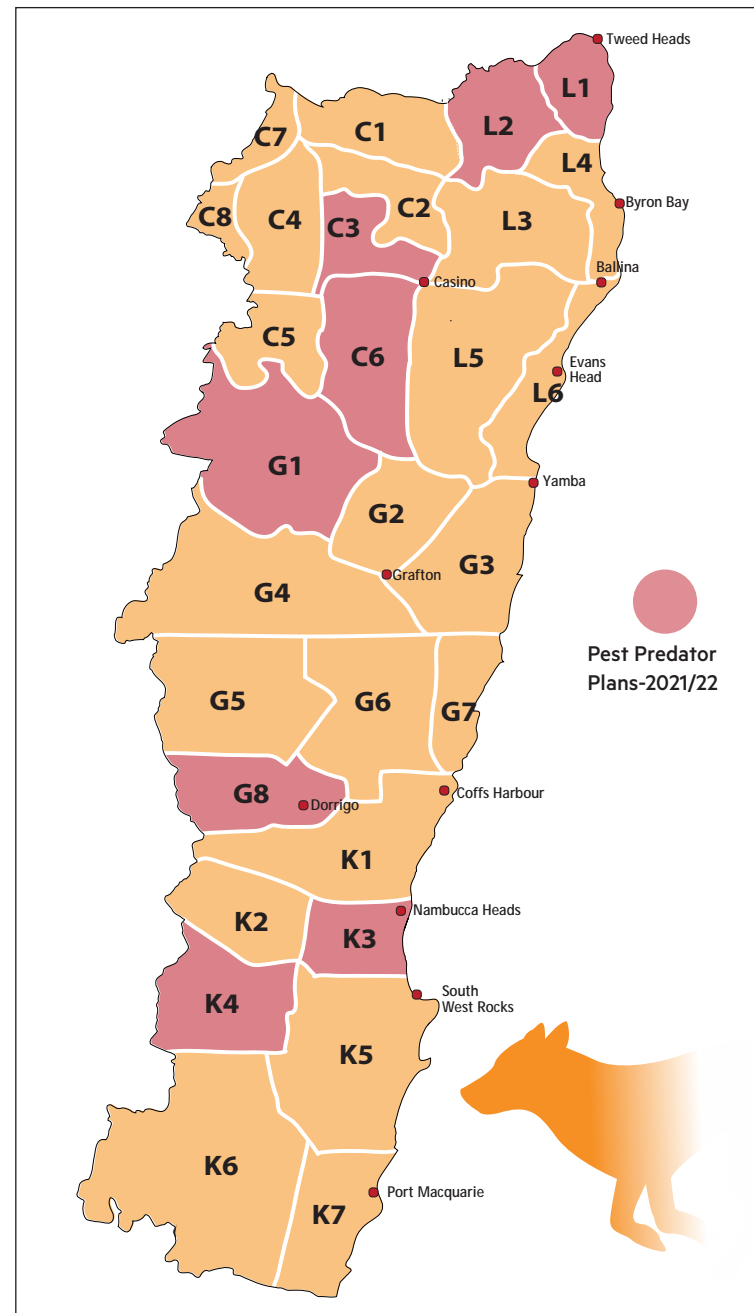 Tweed Heads
L1
L2
C1
C7
L4
Byron Bay
C8
C4
C3
C2
L3
Ballina
Casino
C5
C6
L5
Evans
Head
L6
G1
Yamba
G2
G3
Grafton
G4
Pest Predator
Plans-2021/22
G5
G6
G7
G8
Dorrigo
Coffs Harbour
K1
Nambucca Heads
K2
K3
South
West Rocks
K4
K5
K6
Port Macquarie
K7